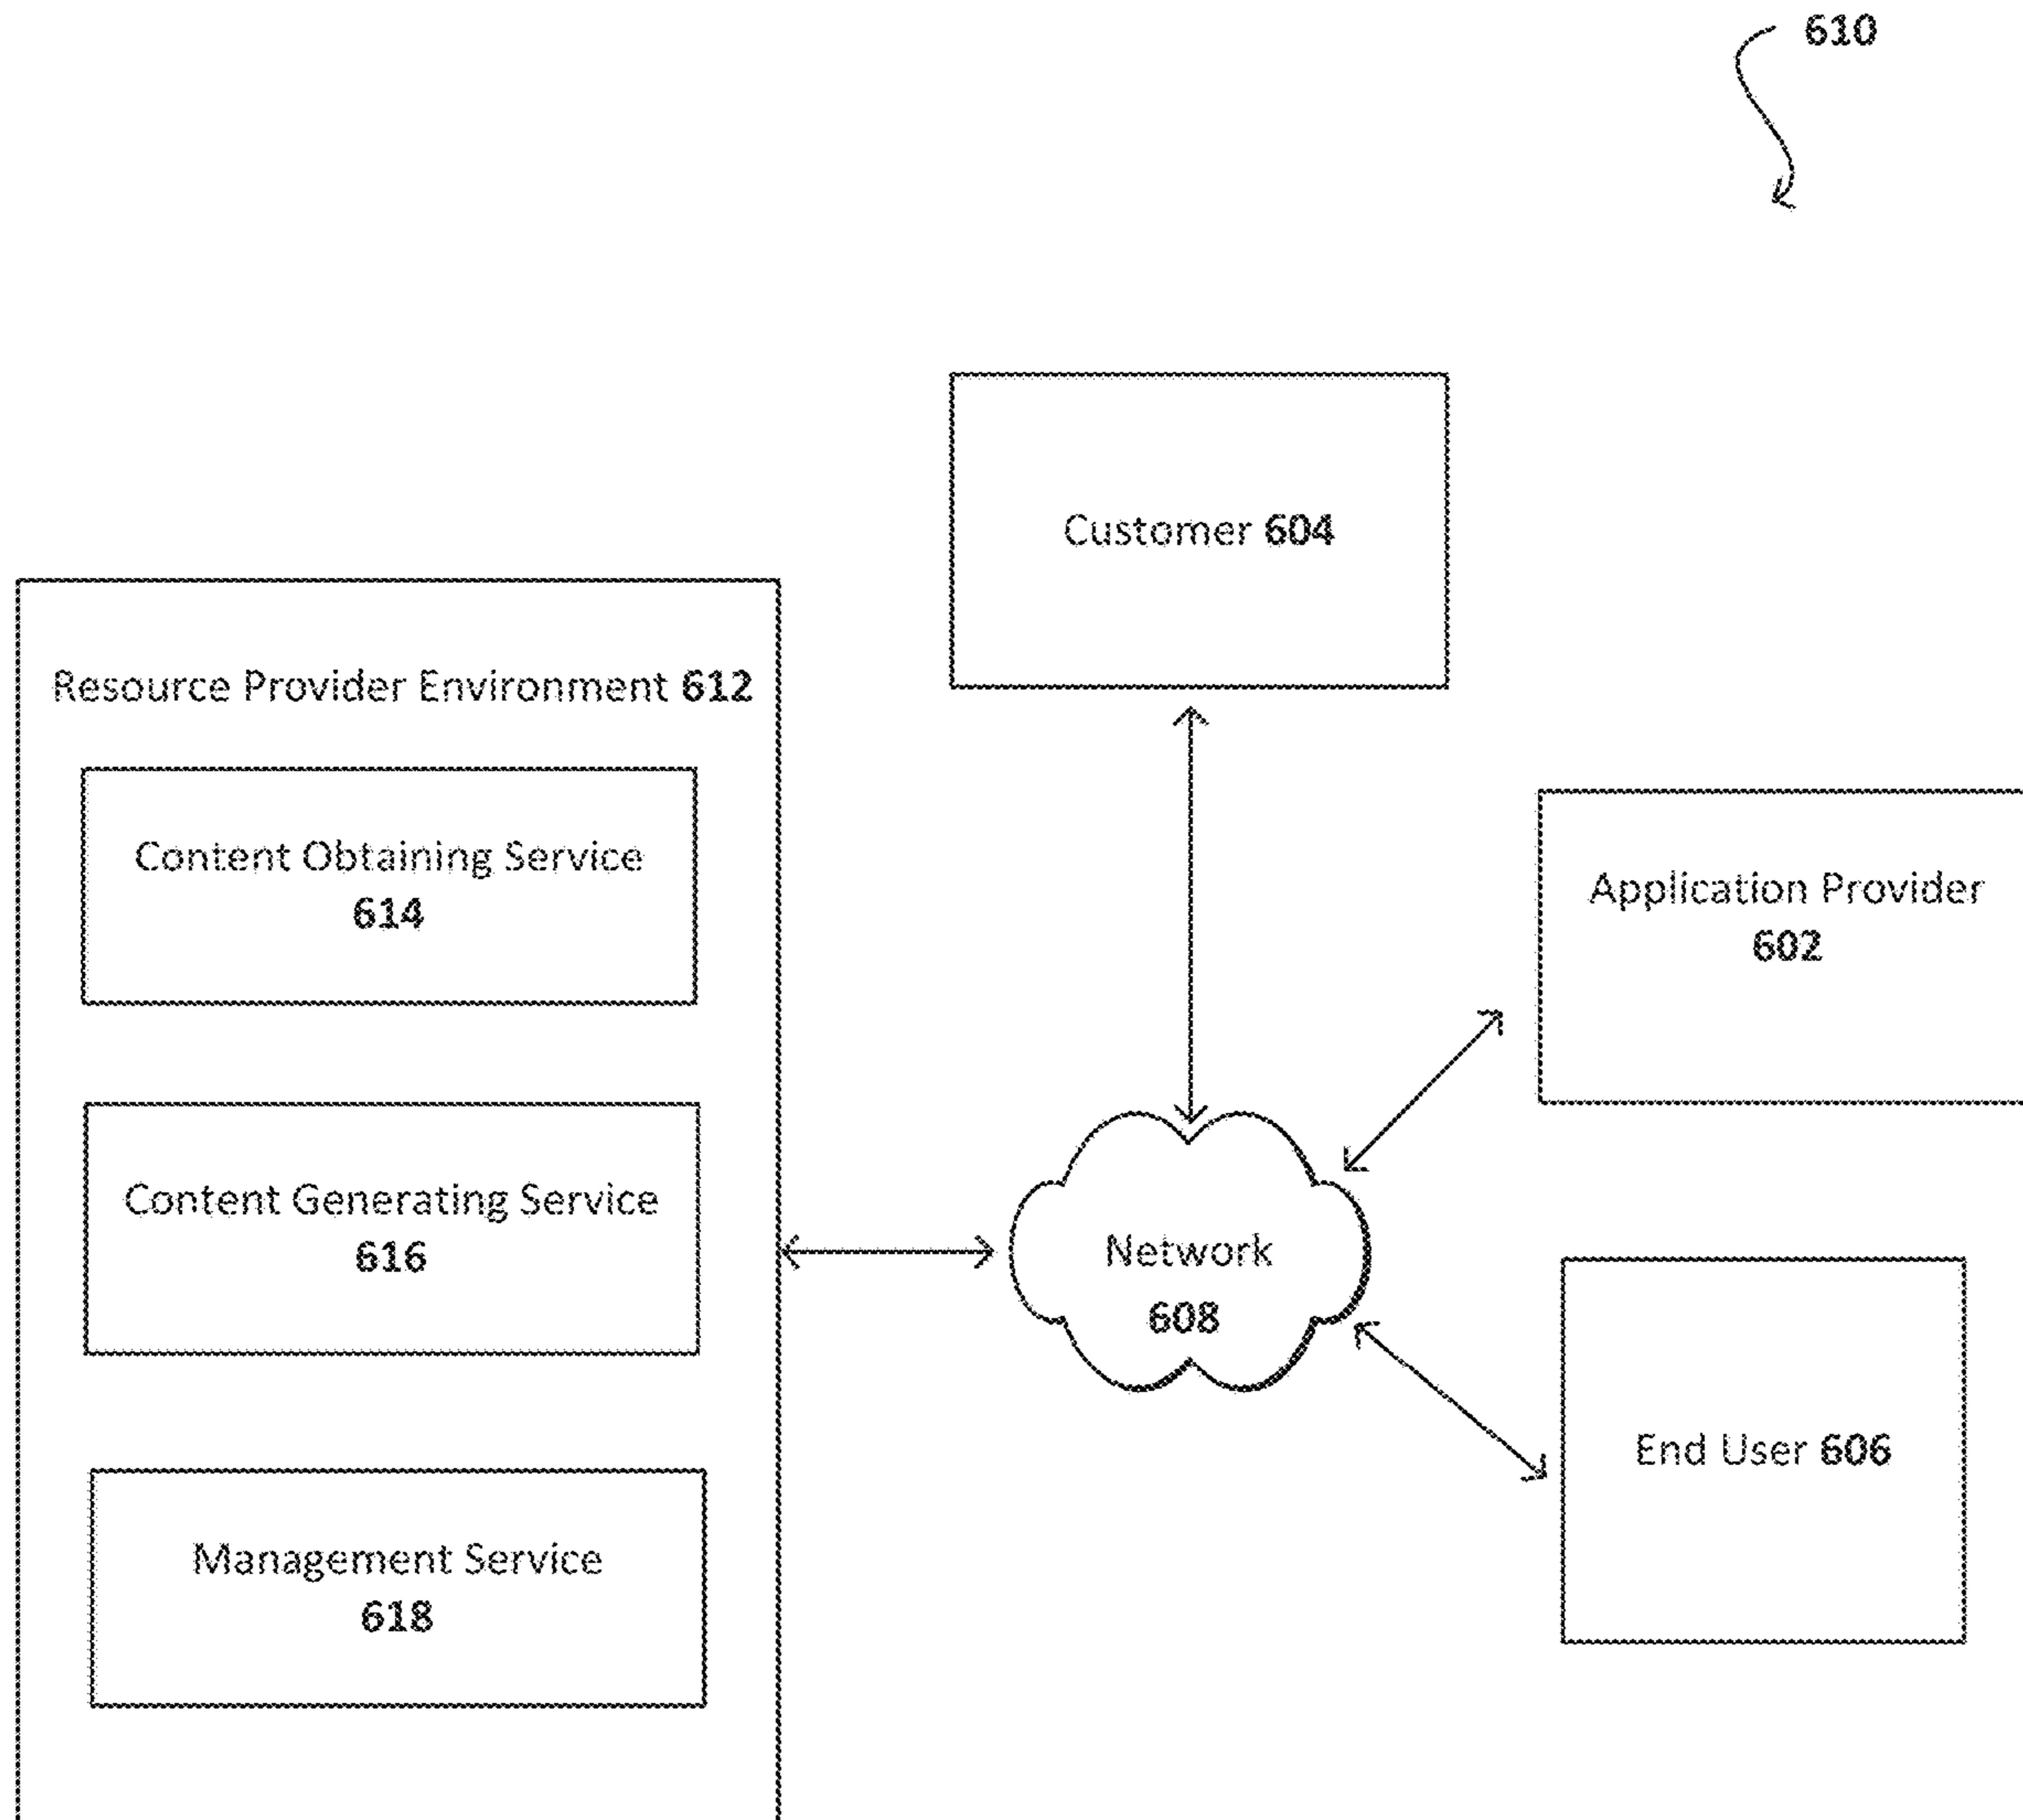 610
Customer 604
Resource Provider Environment 612
Content Obtaining Service
614
Application Provider
602
Content Generating Service
616
Network
608
End User 606
Management Service
618